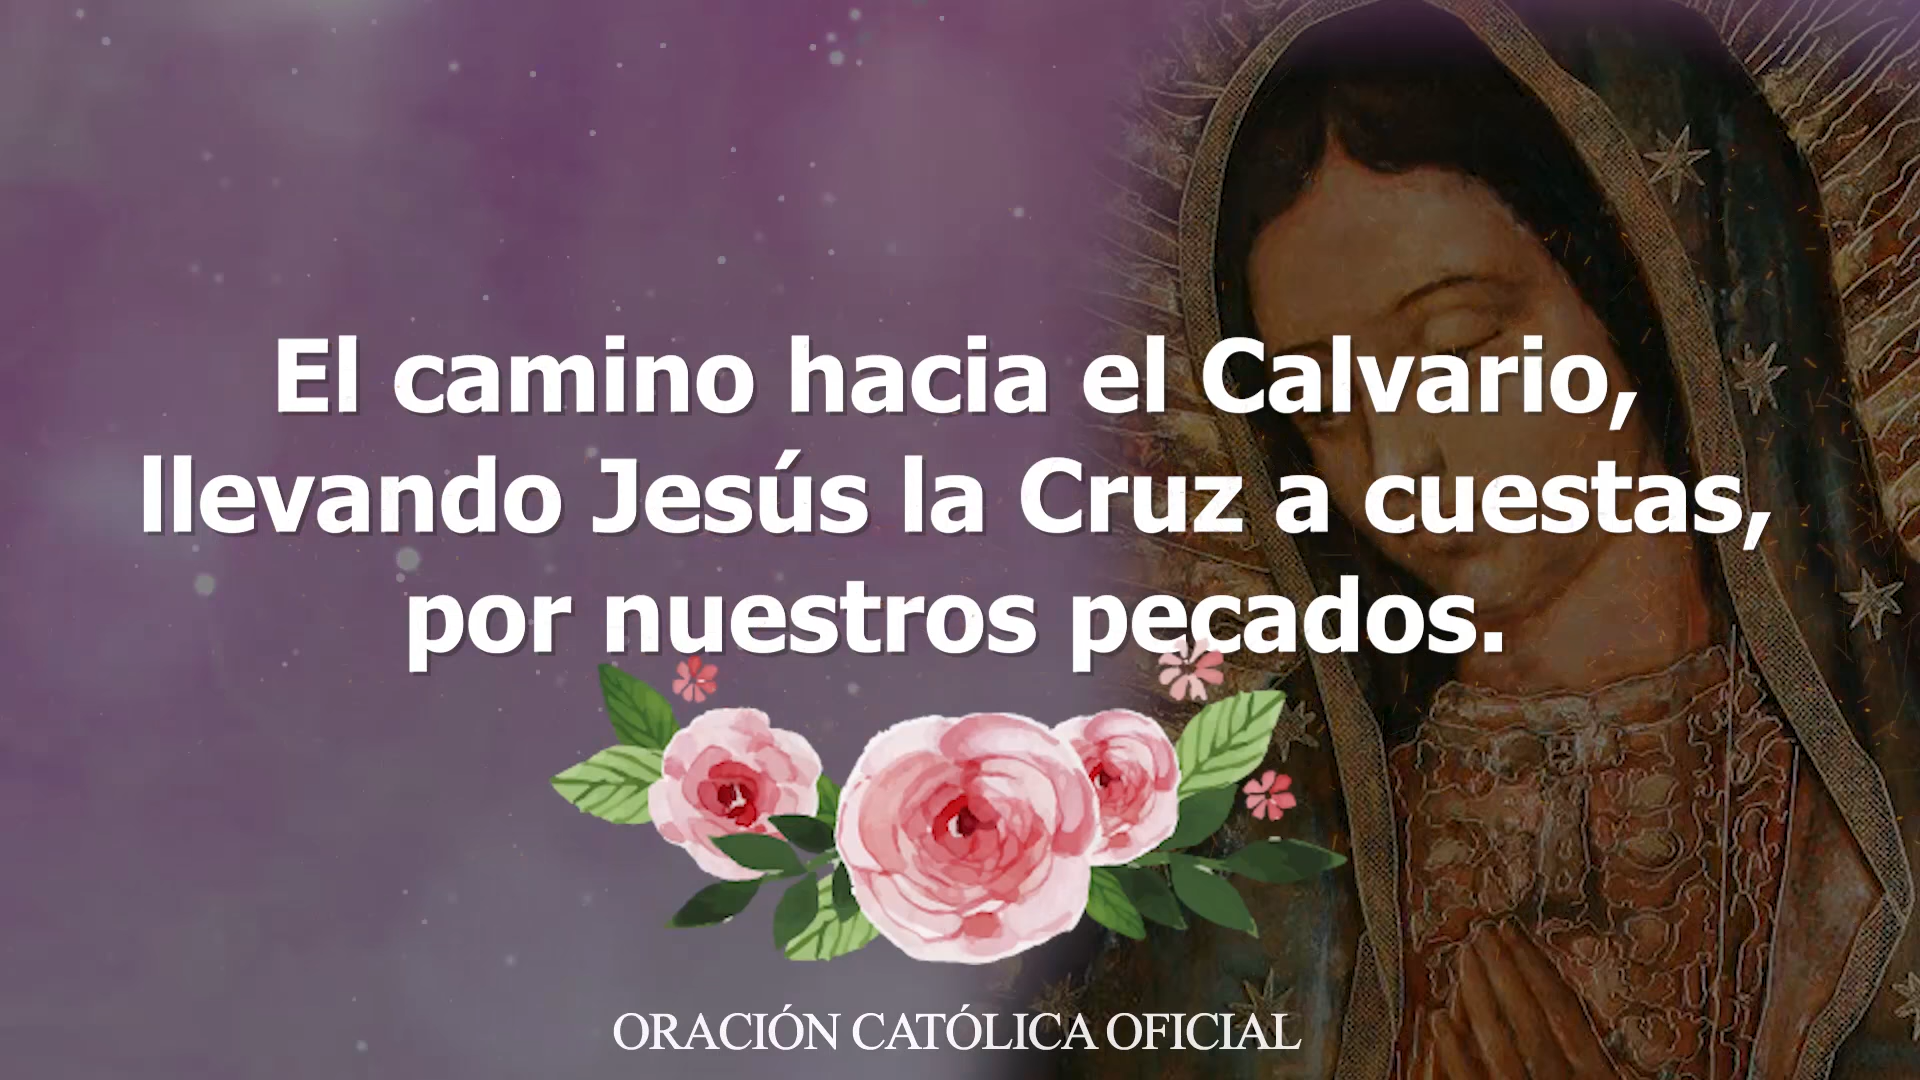 El camino hacia el Calvario,
llevando Jesús la Cruz a cuestas,
por nuestros pecados.
ORACIÓN CATÓLICA OFICIAL